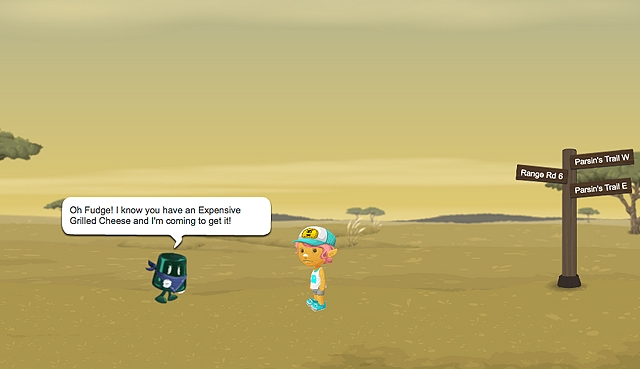 Oh Fudge! I know you have an Expensive
Grilled Cheese and I'm coming to get it!
Range Rd 6
Parsin's Trail W
Parsin's Trail E